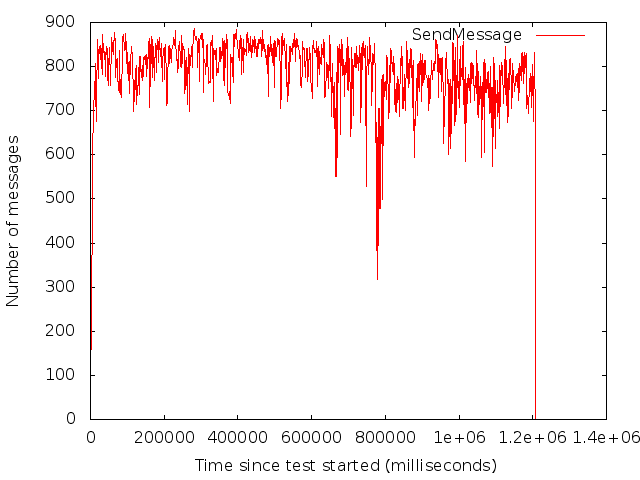 900
SendMessage
800
700
600
500
400
300
200
100
0
Number of messages
0 200000 400000 600000 800000 1e+06 1.2e+06 1.4e+06
Time since test started (milliseconds)